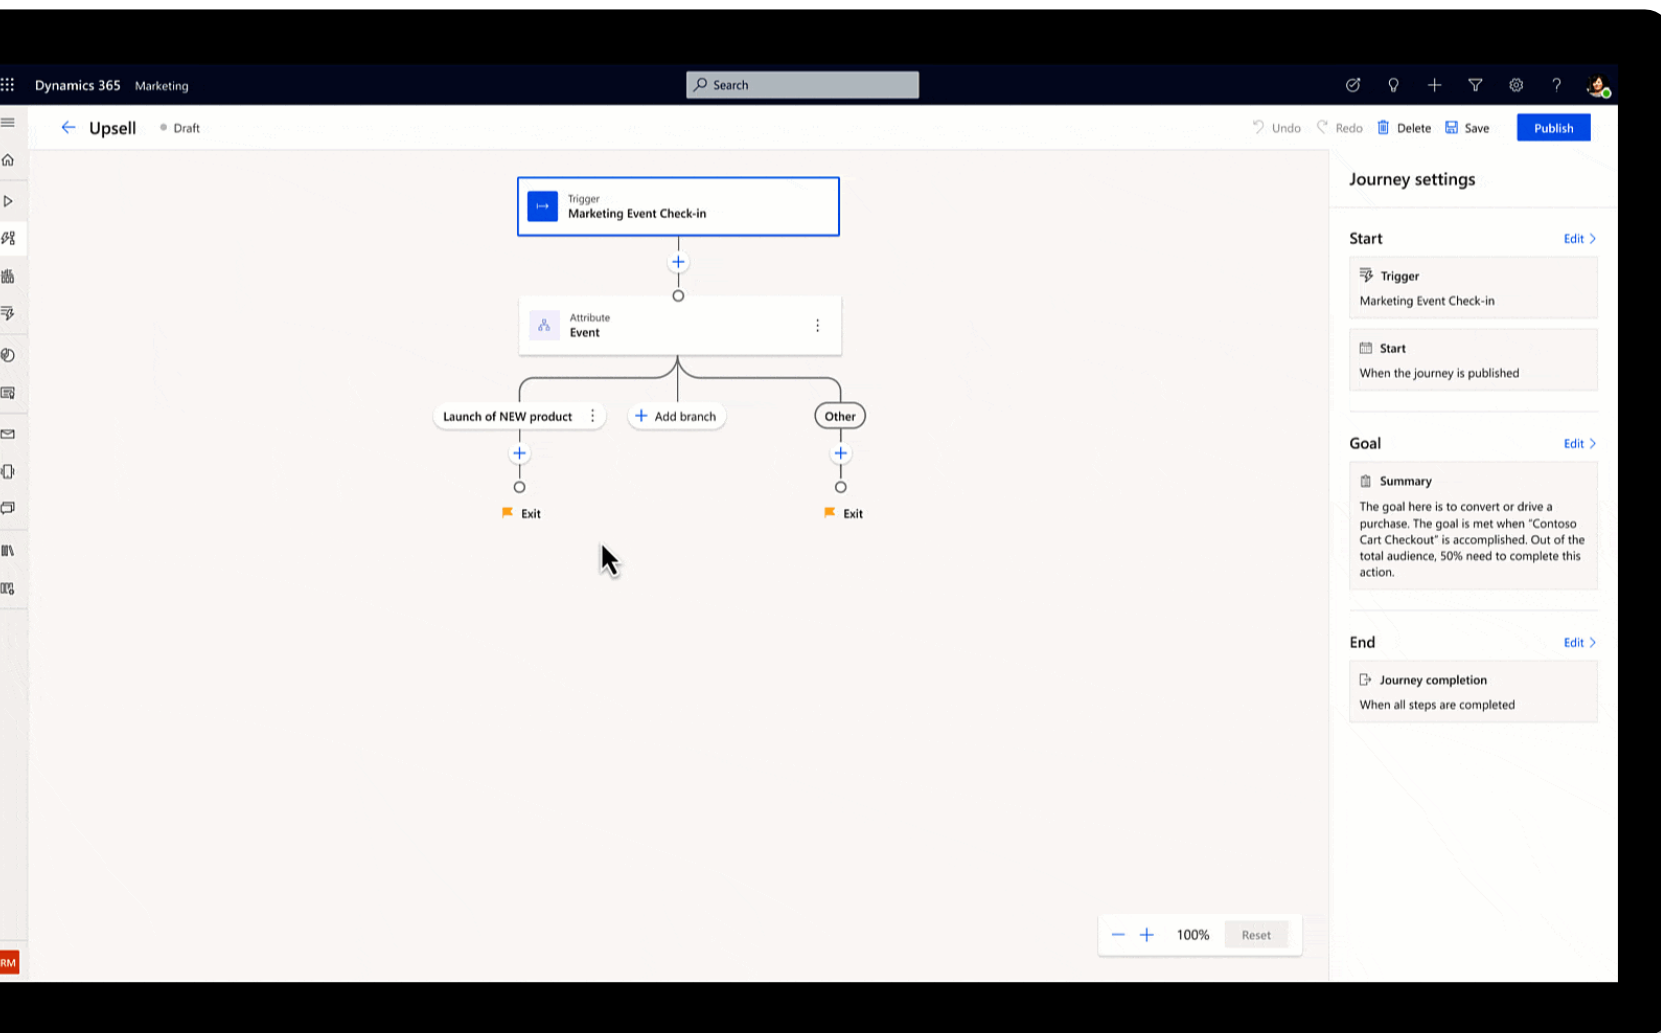 Dynamics 365 Marketing
Search
?
Upsell Draft
Undo Redo Delete Save Publish
Trigger
Marketing Event Check-in
Attribute
Event
Launch of NEW product
Add branch
Other
Exit
Exit
Journey settings
Start Edit
Trigger
Marketing Event Check-in
Start
When the journey is published
Goal Edit
Summary
The goal here is to convert or drive a
purchase. The goal is met when “Contoso
Cart Checkout” is accomplished. Out of the
total audience, 50% need to complete this
action.
End Edit
Journey completion
When all steps are completed
100% Reset
RM